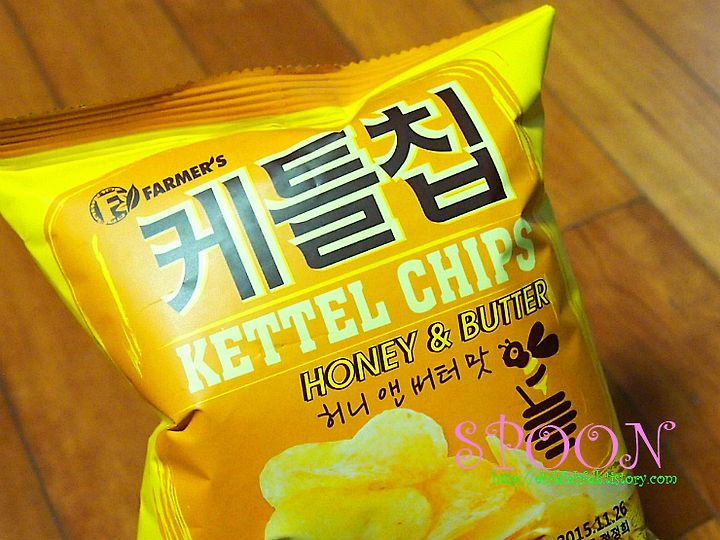 FARMER'S
케틀칩
KETTEL CHIPS
HONEY & BUTTER
허니 앤 버터 맛
SPOON
2015.11.26